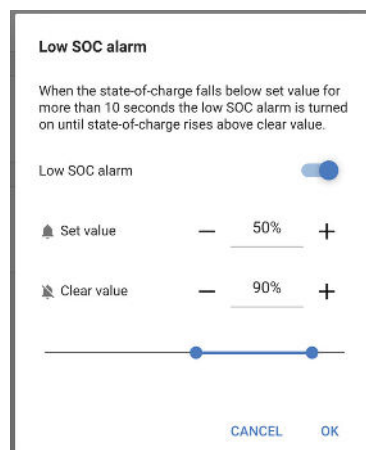 Low SOC alarm
When the state-of-charge falls below set value for
more than 10 seconds the low SOC alarm is turned
on until state-of-charge rises above clear value.
Low SOC alarm
Set value — 50% +
Clear value — 90% +
CANCEL OK